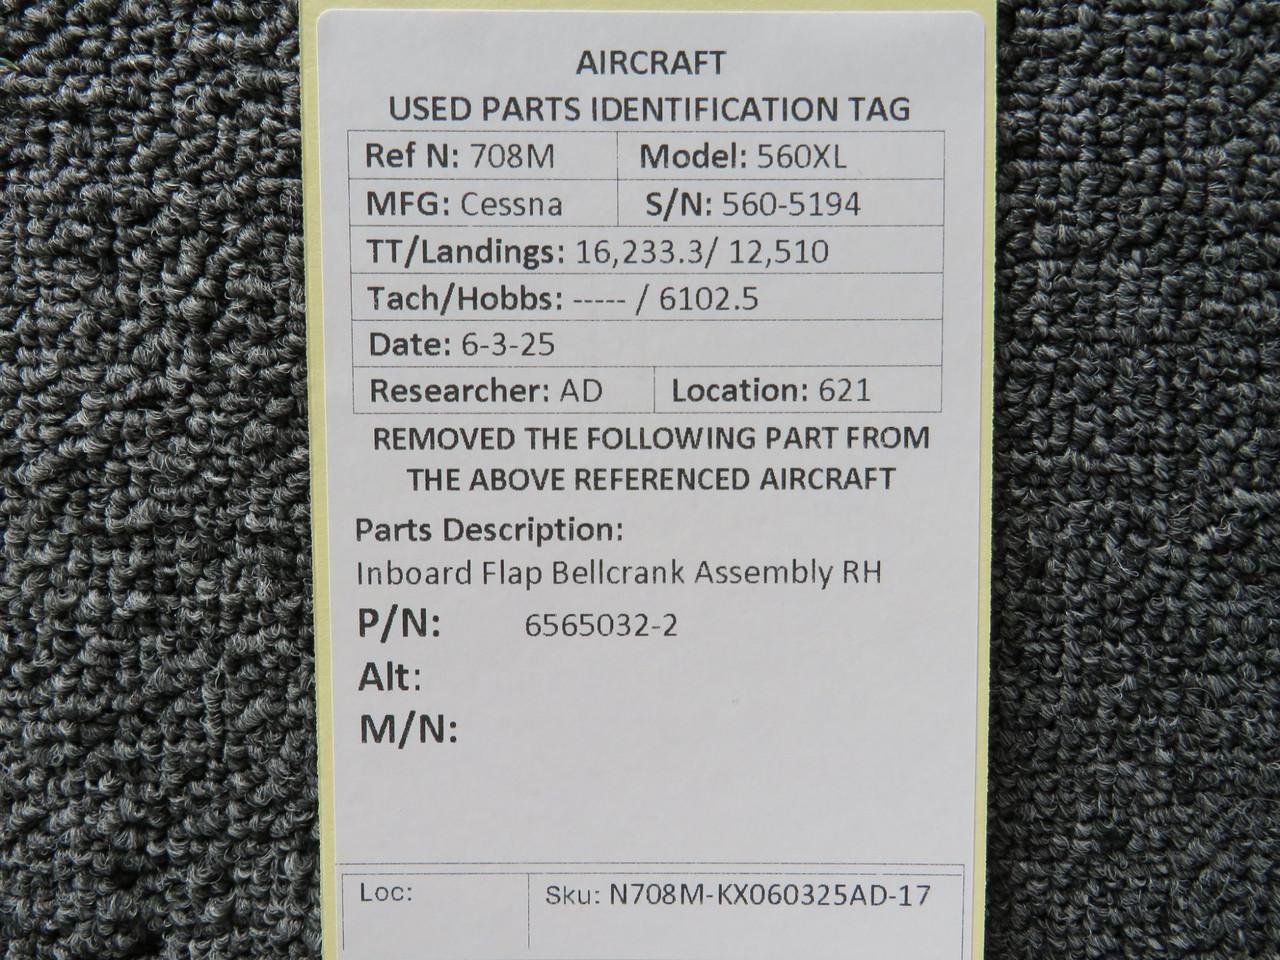 AIRCRAFT
USED PARTS IDENTIFICATION TAG
Ref N: 708M Model: 560XL
MFG: Cessna S/N: 560-5194
TT/Landings: 16,233.3/ 12,510
Tach/Hobbs: ----- / 6102.5
Date: 6-3-25
Researcher: AD Location: 621
REMOVED THE FOLLOWING PART FROM
THE ABOVE REFERENCED AIRCRAFT
Parts Description:
Inboard Flap Bellcrank Assembly RH
P/N: 6565032-2
Alt:
M/N:
Loc: Sku: N708M-KX060325AD-17